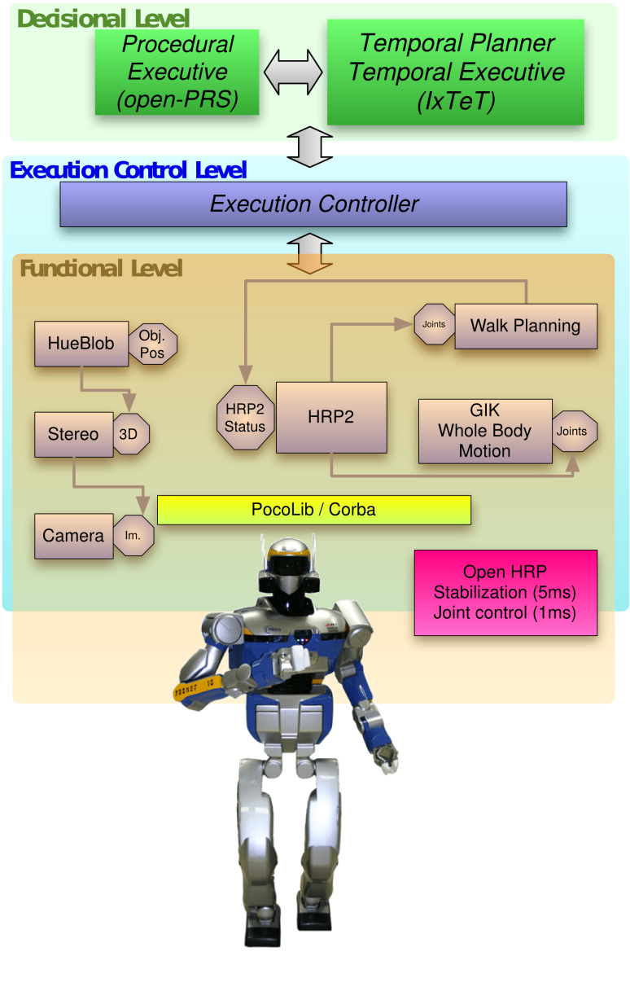 Decisional Level
Procedural
Executive
(open-PRS)
Temporal Planner
Temporal Executive
(IxTeT)
Execution Control Level
Execution Controller
Functional Level
HueBlob
Obj.
Pos
Joints
Walk Planning
HRP2
Status
HRP2
GIK
Whole Body
Motion
Joints
Stereo
3D
PocoLib / Corba
Camera
Im.
Open HRP
Stabilization (5ms)
Joint control (1ms)